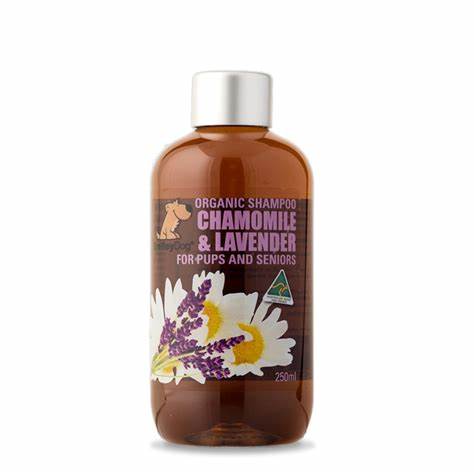 ORGANIC SHAMPOO
CHAMOMILE
& LAVENDER
FOR PUPS AND SENIORS
250ml